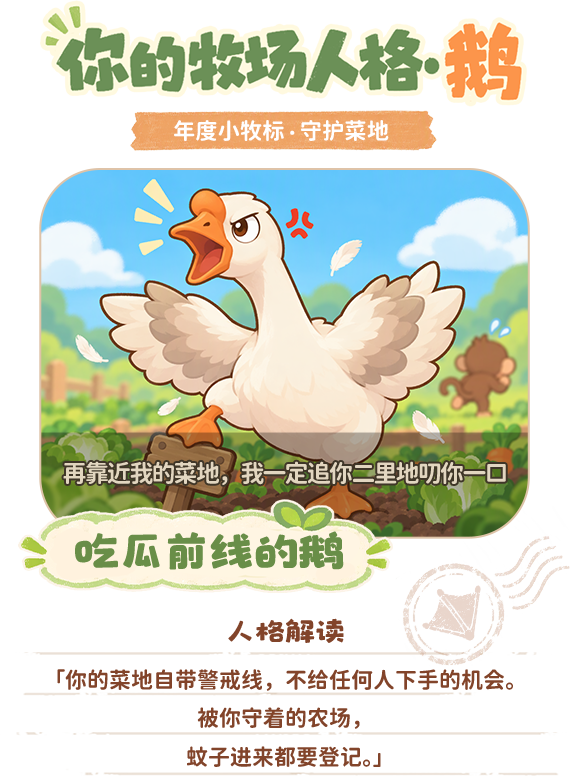 你的牧场人格·鹅
年度小牧标·守护菜地
再靠近我的菜地，我一定追你二里地叨你一口
吃瓜前线的鹅
人格解读
「你的菜地自带警戒线，不给任何人下手的机会。
被你守着的农场，
蚊子进来都要登记。」